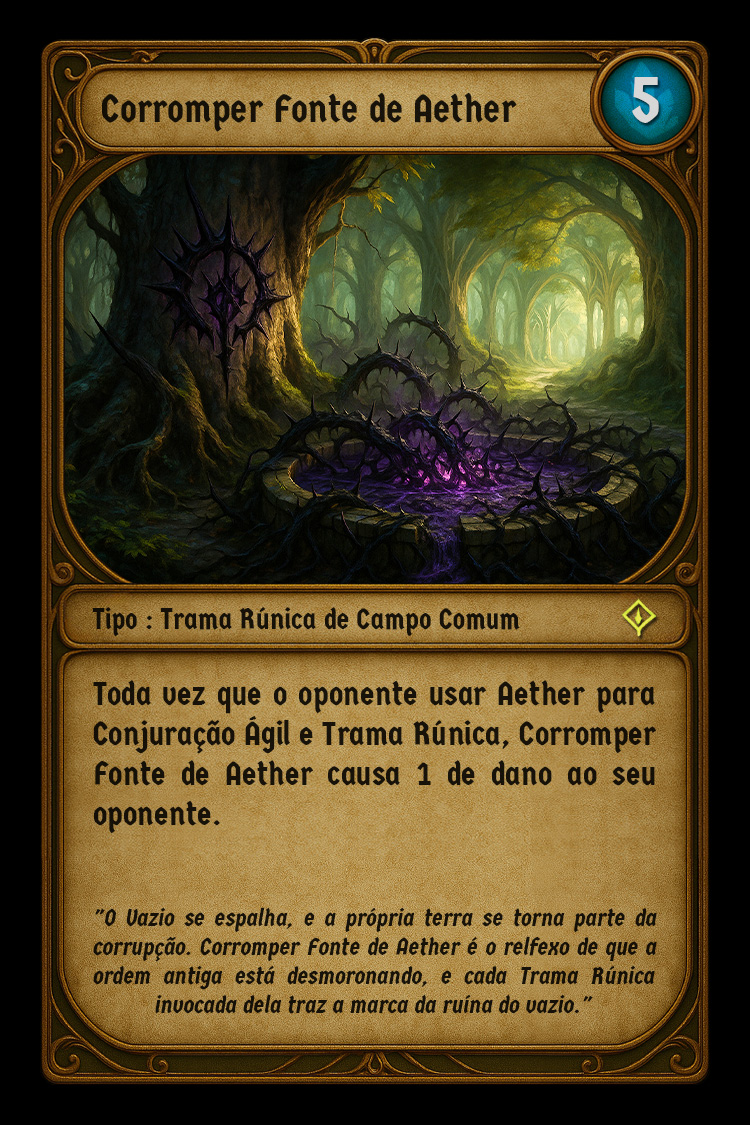 Corromper Fonte de Aether
5
Tipo : Trama Rúnica de Campo Comum
Toda vez que o oponente usar Aether para
Conjuração Ágil e Trama Rúnica, Corromper
Fonte de Aether causa 1 de dano ao seu
oponente.
"O Vazio se espalha, e a própria terra se torna parte da
corrupção. Corromper Fonte de Aether é o relfexo de que a
ordem antiga está desmoronando, e cada Trama Rúnica
invocada dela traz a marca da ruína do vazio."